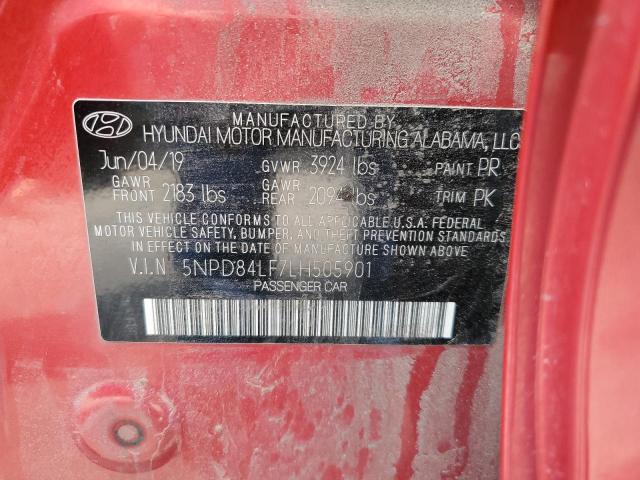 MANUFACTURED BY
HYUNDAI MOTOR MANUFACTURING ALABAMA, LLC
Jun/04/19 GVWR 3924 lbs PAINT PR
GAWR FRONT 2183 lbs GAWR REAR 2094 lbs TRIM PK
THIS VEHICLE CONFORMS TO ALL APPLICABLE U.S.A. FEDERAL
MOTOR VEHICLE SAFETY, BUMPER, AND THEFT PREVENTION STANDARDS
IN EFFECT ON THE DATE OF MANUFACTURE SHOWN ABOVE.
V.I.N 5NPD84LF7LH505901
PASSENGER CAR